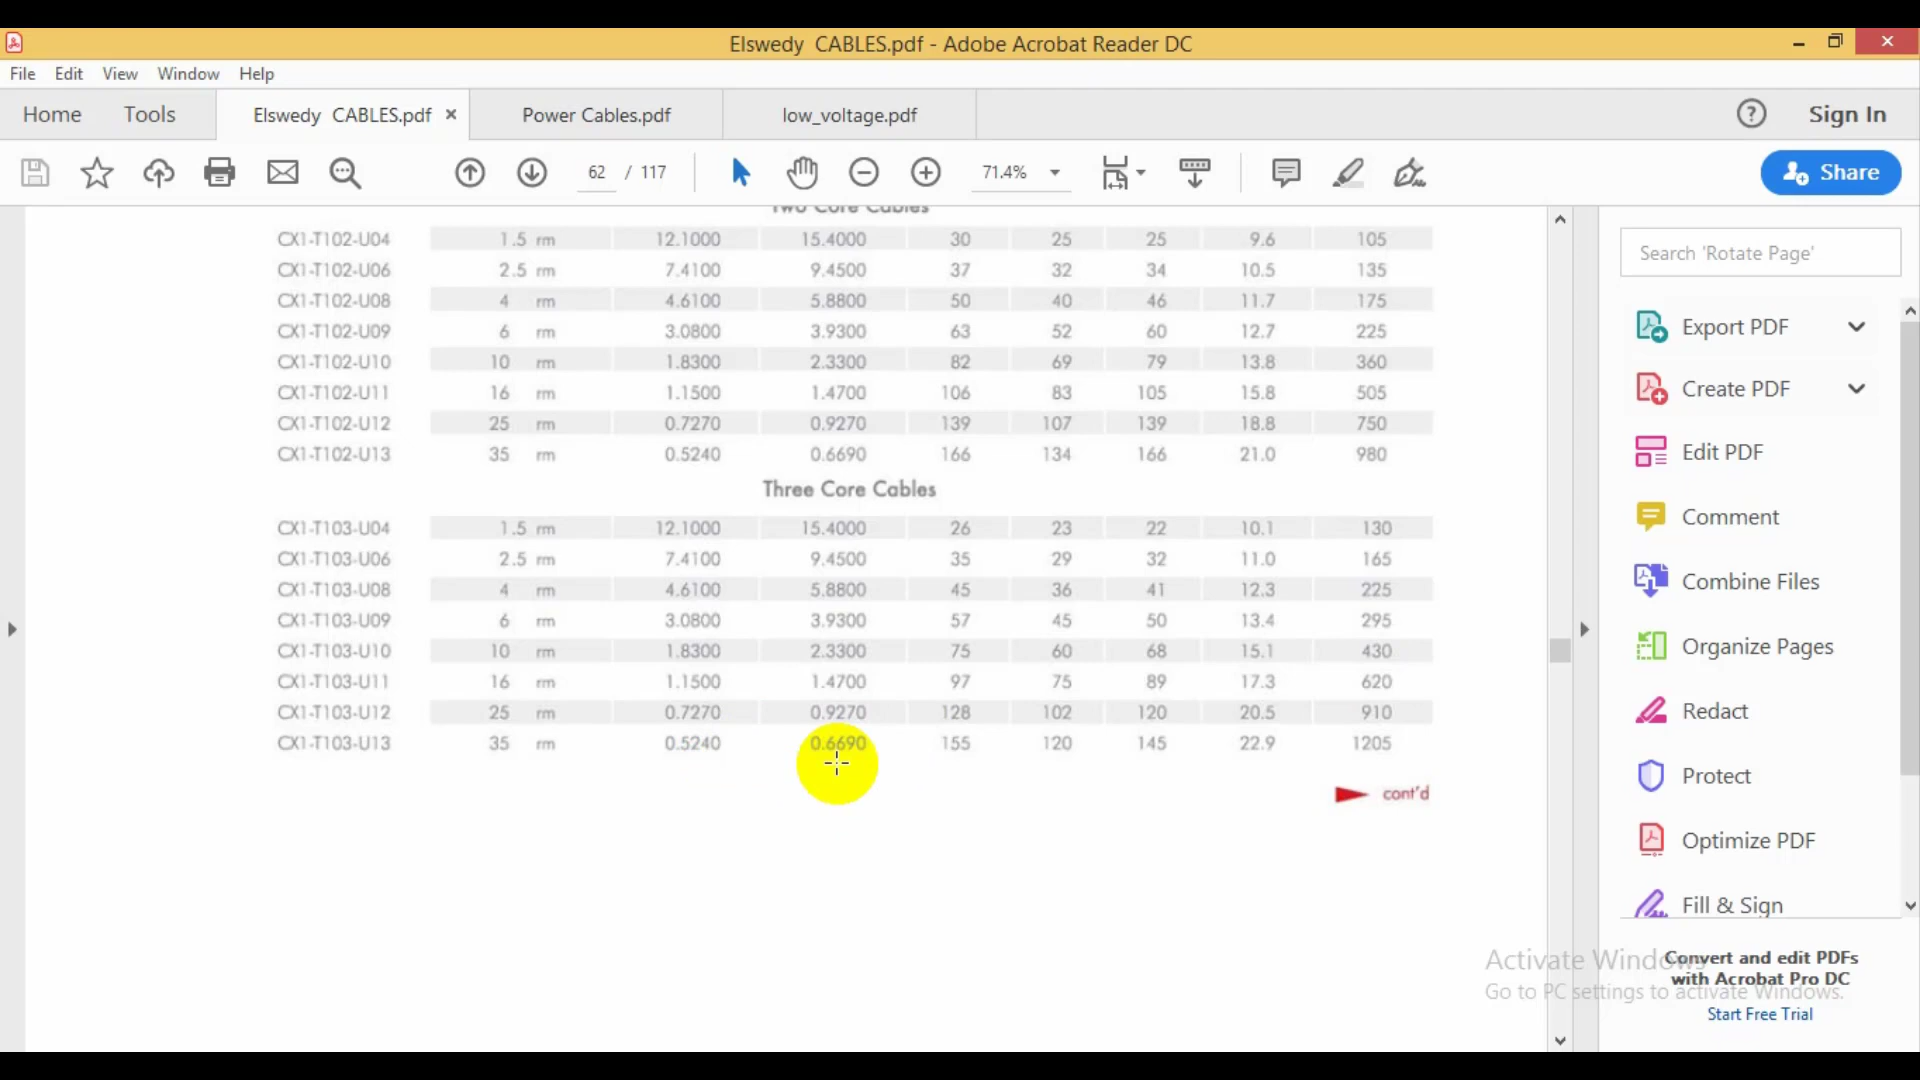 Elswedy CABLES.pdf - Adobe Acrobat Reader DC
File Edit View Window Help
Home Tools Elswedy CABLES.pdf × Power Cables.pdf low_voltage.pdf ? Sign In
62 / 117 71.4% Share
Two Core Cables
CX1-T102-U04 1.5 rm 12.1000 15.4000 30 25 25 9.6 105
CX1-T102-U06 2.5 rm 7.4100 9.4500 37 32 34 10.5 135
CX1-T102-U08 4 rm 4.6100 5.8800 50 40 46 11.7 175
CX1-T102-U09 6 rm 3.0800 3.9300 63 52 60 12.7 225
CX1-T102-U10 10 rm 1.8300 2.3300 82 69 79 13.8 360
CX1-T102-U11 16 rm 1.1500 1.4700 106 83 105 15.8 505
CX1-T102-U12 25 rm 0.7270 0.9270 139 107 139 18.8 750
CX1-T102-U13 35 rm 0.5240 0.6690 166 134 166 21.0 980
Three Core Cables
CX1-T103-U04 1.5 rm 12.1000 15.4000 26 23 22 10.1 130
CX1-T103-U06 2.5 rm 7.4100 9.4500 35 29 32 11.0 165
CX1-T103-U08 4 rm 4.6100 5.8800 45 36 41 12.3 225
CX1-T103-U09 6 rm 3.0800 3.9300 57 45 50 13.4 295
CX1-T103-U10 10 rm 1.8300 2.3300 75 60 68 15.1 430
CX1-T103-U11 16 rm 1.1500 1.4700 97 75 89 17.3 620
CX1-T103-U12 25 rm 0.7270 0.9270 128 102 120 20.5 910
CX1-T103-U13 35 rm 0.5240 0.6690 155 120 145 22.9 1205
cont'd
Search 'Rotate Page'
Export PDF
Create PDF
Edit PDF
Comment
Combine Files
Organize Pages
Redact
Protect
Optimize PDF
Fill & Sign
Convert and edit PDFs
with Acrobat Pro DC
Start Free Trial
Activate Windows
Go to PC settings to activate Windows.